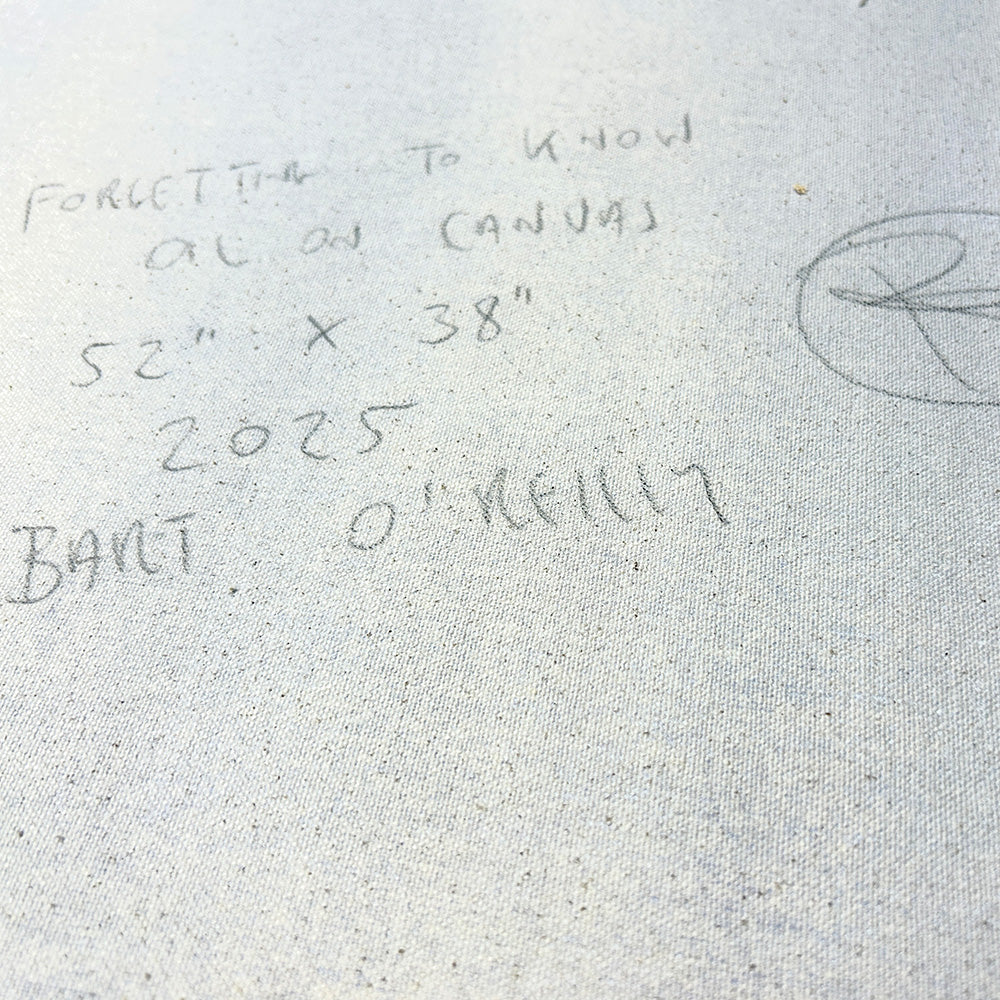 FORGETTING TO KNOW
OIL ON CANVAS
52" X 38"
2025
BART O'REILLY